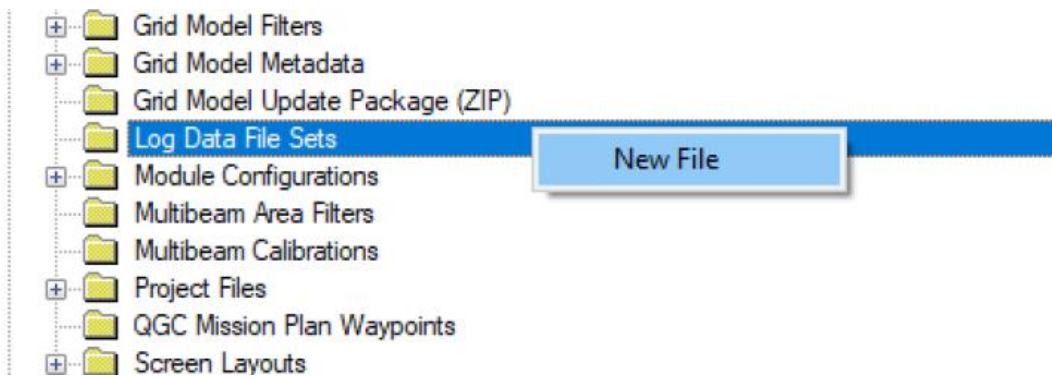 Grid Model Filters
Grid Model Metadata
Grid Model Update Package (ZIP)
Log Data File Sets
New File
Module Configurations
Multibeam Area Filters
Multibeam Calibrations
Project Files
QGC Mission Plan Waypoints
Screen Layouts